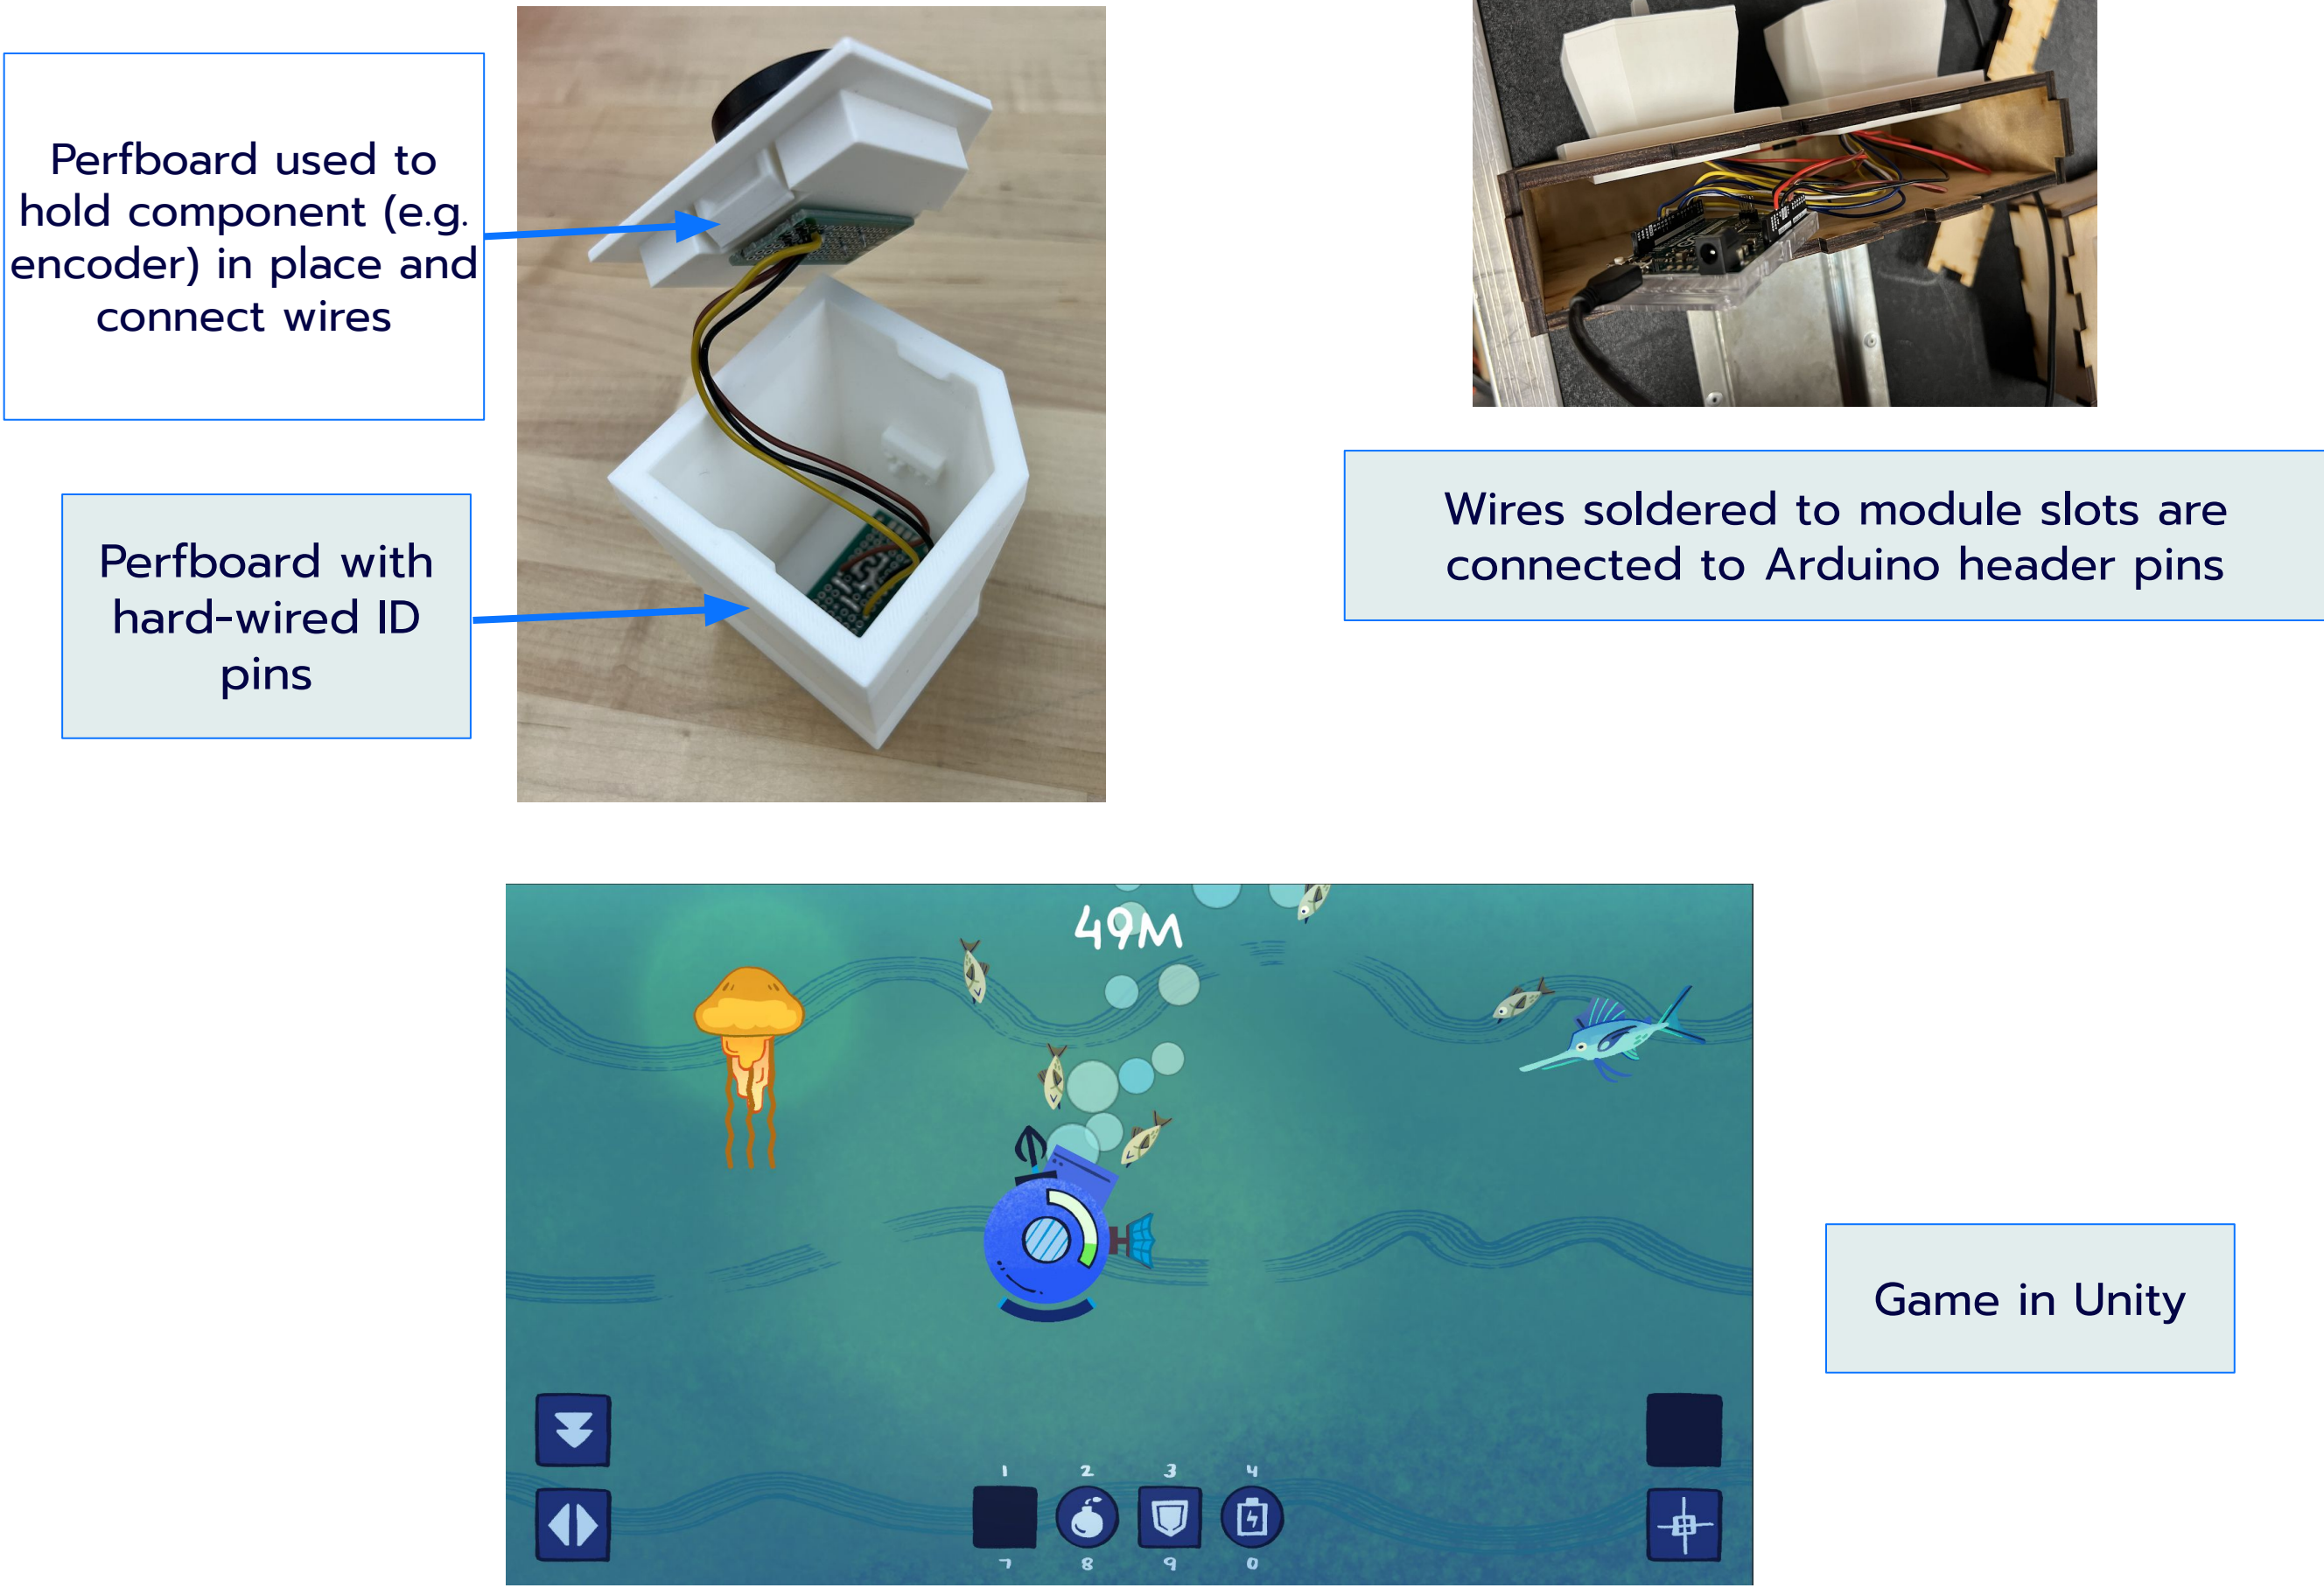 Perfboard used to
hold component (e.g.
encoder) in place and
connect wires
Perfboard with
hard-wired ID
pins
Wires soldered to module slots are
connected to Arduino header pins
49M
1 2 3 4
7 8 9 0
Game in Unity